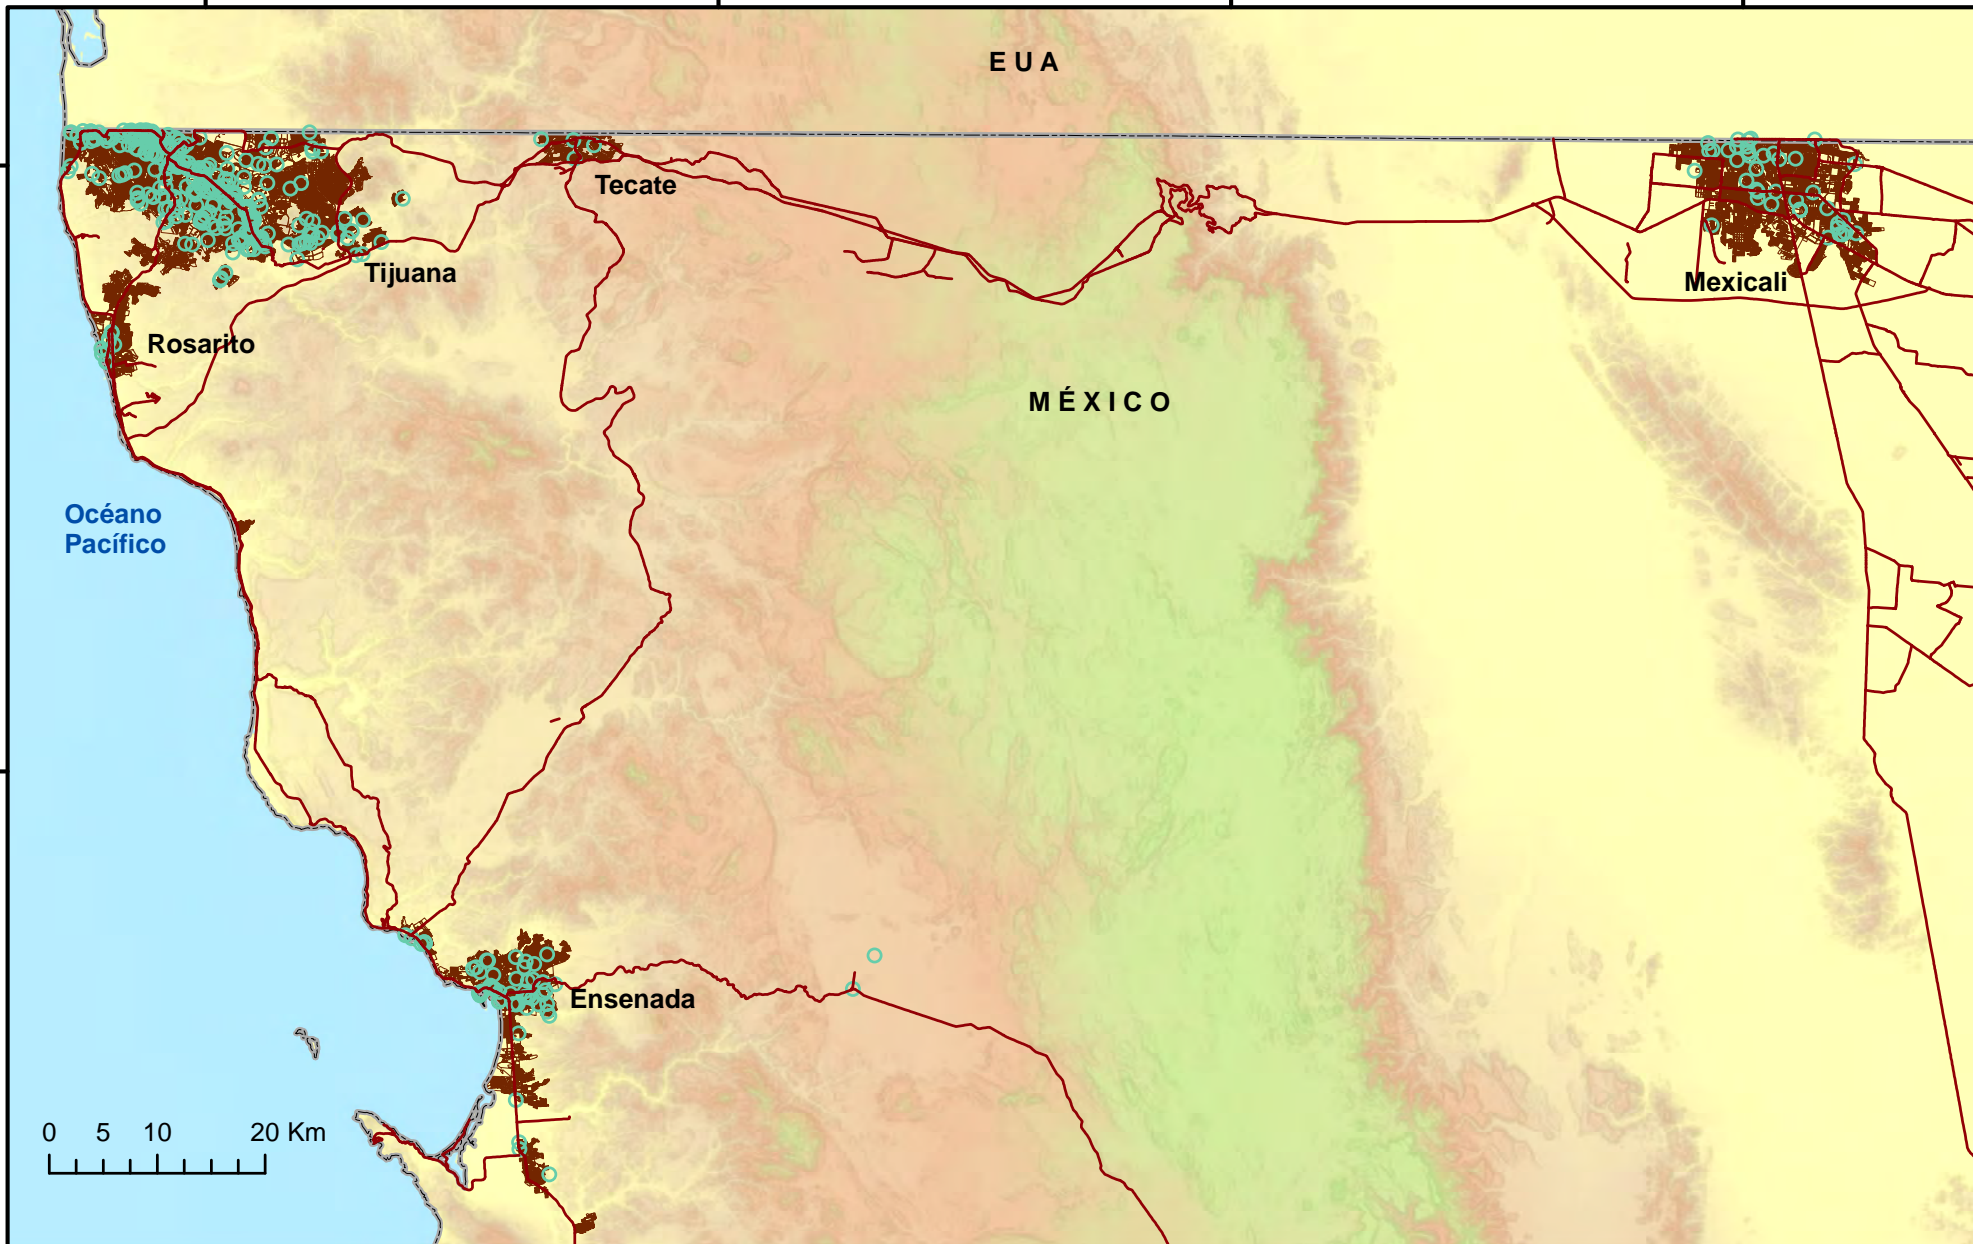 E U A
Tecate
Tijuana
Mexicali
Rosarito
M É X I C O
Océano
Pacífico
Ensenada
0 5 10 20 Km